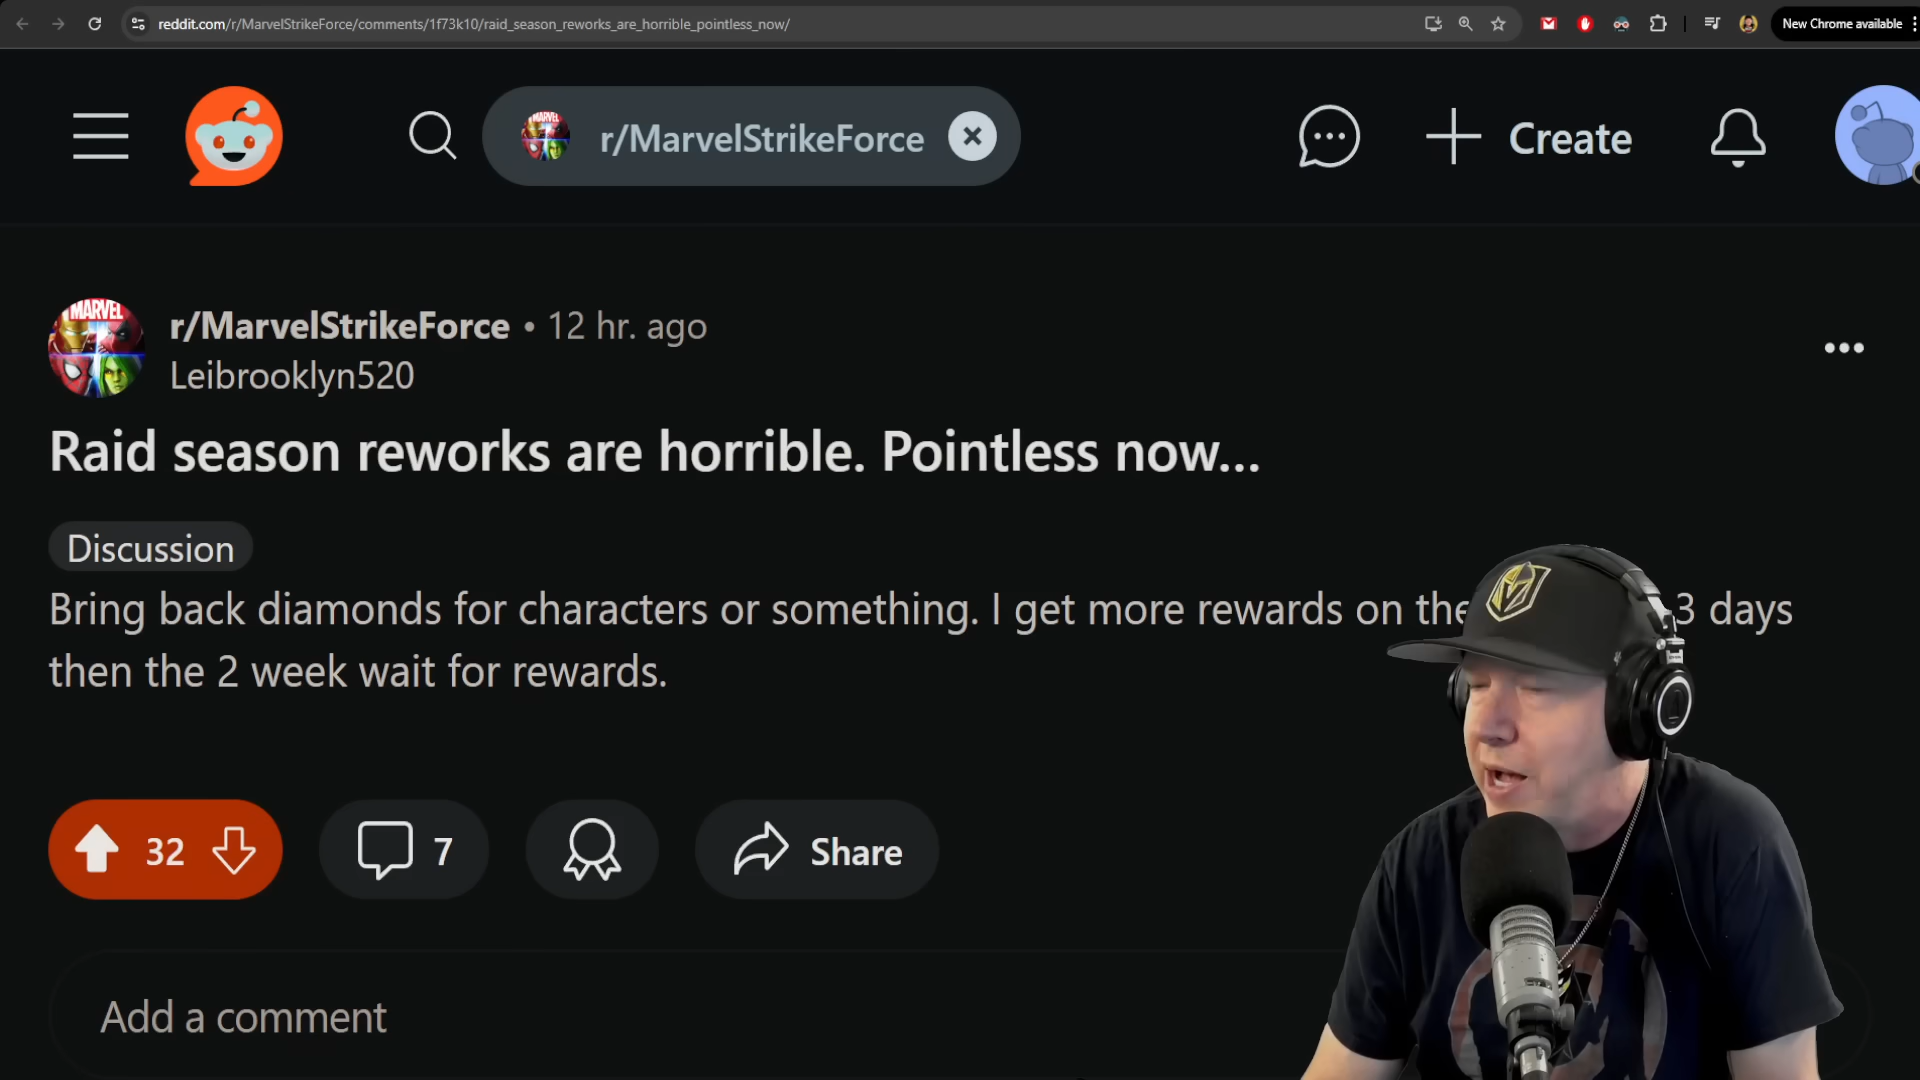 reddit.com/r/MarvelStrikeForce/comments/1f73k10/raid_season_reworks_are_horrible_pointless_now/
New Chrome available
r/MarvelStrikeForce
Create
MARVEL
r/MarvelStrikeForce • 12 hr. ago
Leibrooklyn520
Raid season reworks are horrible. Pointless now...
Discussion
Bring back diamonds for characters or something. I get more rewards on the 3 days
then the 2 week wait for rewards.
32
7
Share
Add a comment